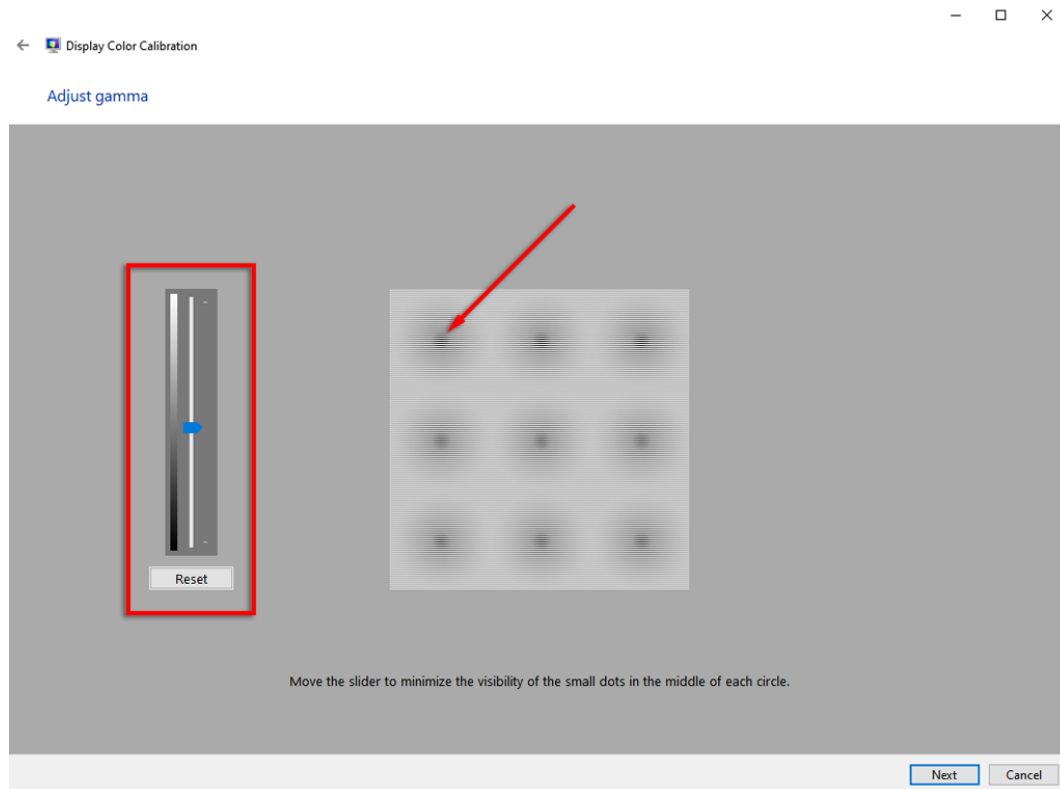 Display Color Calibration
Adjust gamma
Reset
Move the slider to minimize the visibility of the small dots in the middle of each circle.
Next Cancel